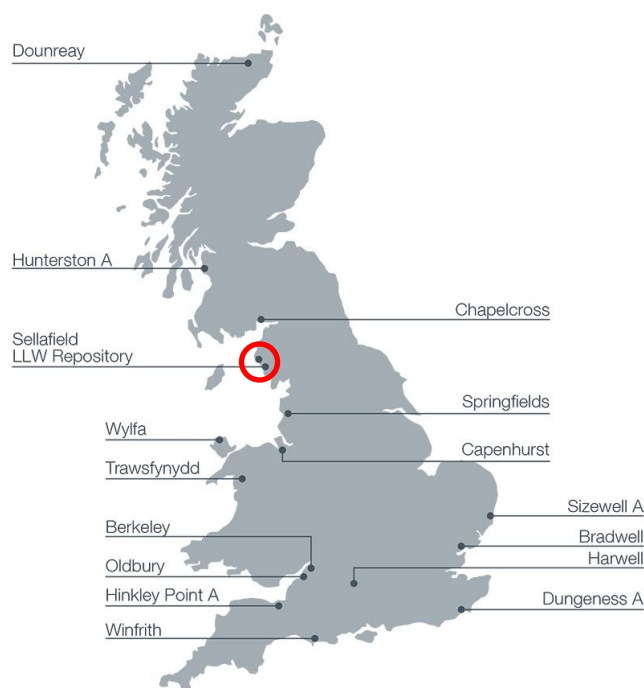 Dounreay
Hunterston A
Chapelcross
Sellafield
LLW Repository
Springfields
Wylfa
Capenhurst
Trawsfynydd
Sizewell A
Berkeley
Bradwell
Oldbury
Harwell
Hinkley Point A
Dungeness A
Winfrith